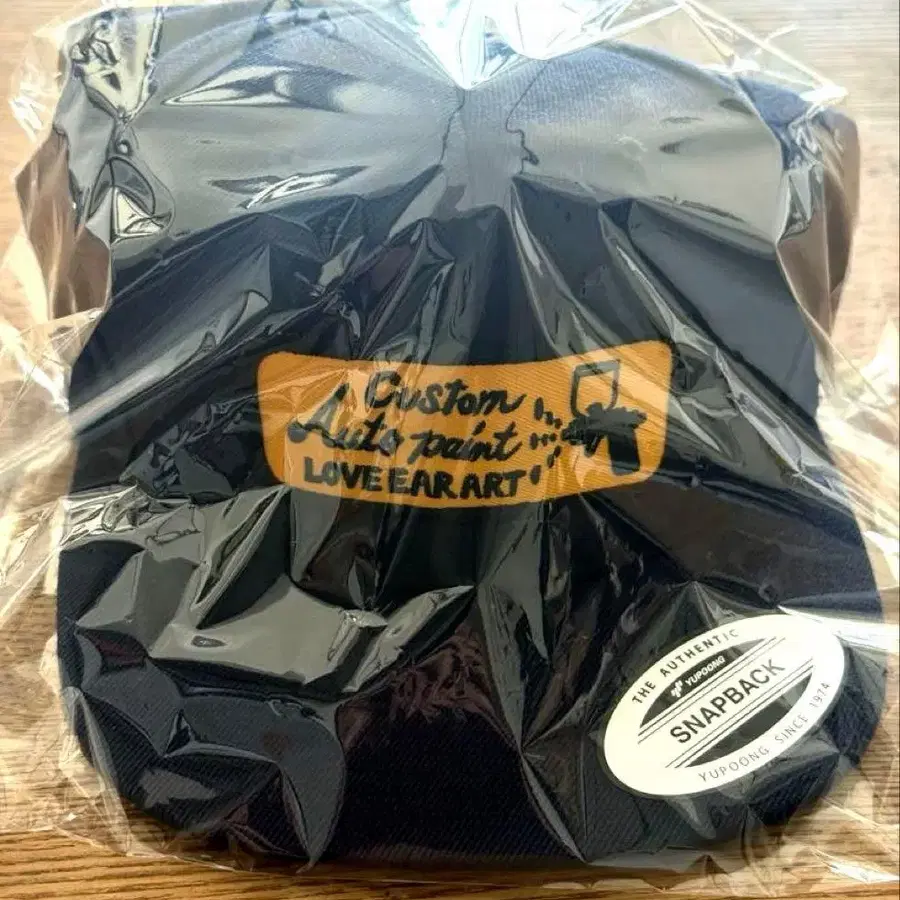 Custom
Auto paint
LOVE EAR ART
THE AUTHENTIC
YUPOONG
SNAPBACK
YUPOONG SINCE 1974